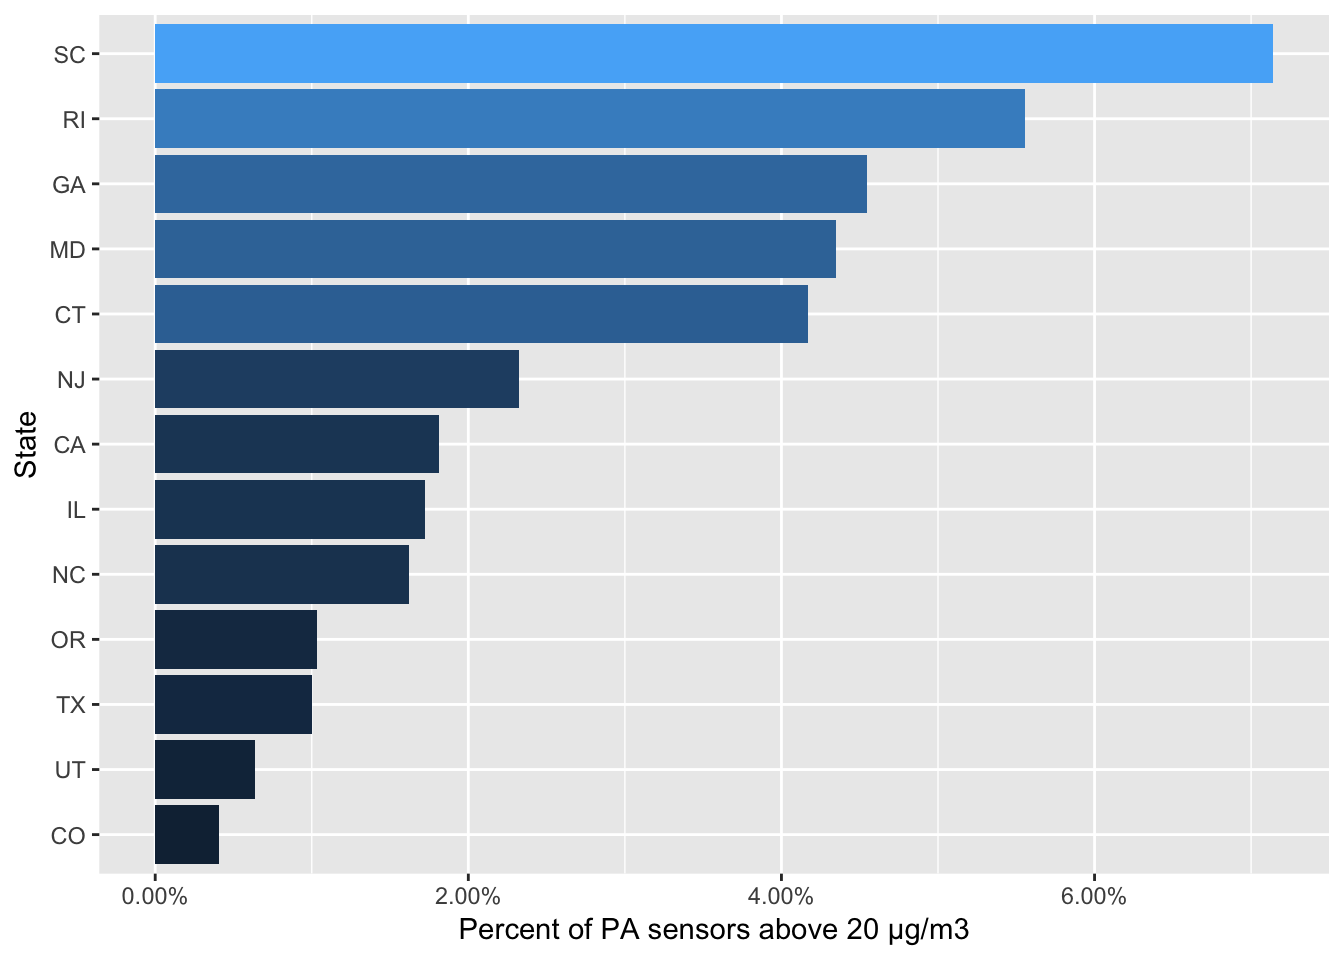 SC
RI
GA
MD
CT
NJ
CA
IL
NC
OR
TX
UT
CO
State
0.00% 2.00% 4.00% 6.00%
Percent of PA sensors above 20 µg/m3